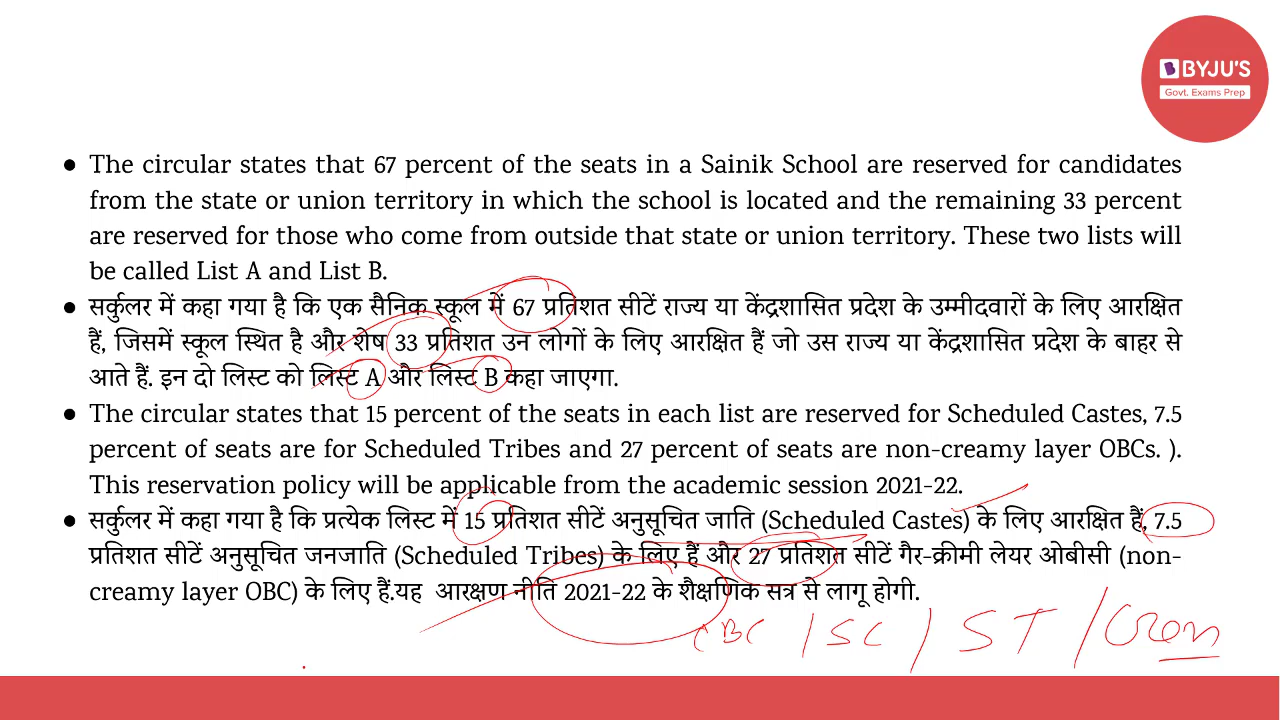 BYJU'S
Govt. Exams Prep
● The circular states that 67 percent of the seats in a Sainik School are reserved for candidates
from the state or union territory in which the school is located and the remaining 33 percent
are reserved for those who come from outside that state or union territory. These two lists will
be called List A and List B.
● सर्कुलर में कहा गया है कि एक सैनिक स्कूल में 67 प्रतिशत सीटें राज्य या केंद्रशासित प्रदेश के उम्मीदवारों के लिए आरक्षित
हैं, जिसमें स्कूल स्थित है और शेष 33 प्रतिशत उन लोगों के लिए आरक्षित हैं जो उस राज्य या केंद्रशासित प्रदेश के बाहर से
आते हैं. इन दो लिस्ट को लिस्ट A और लिस्ट B कहा जाएगा.
● The circular states that 15 percent of the seats in each list are reserved for Scheduled Castes, 7.5
percent of seats are for Scheduled Tribes and 27 percent of seats are non-creamy layer OBCs. ).
This reservation policy will be applicable from the academic session 2021-22.
● सर्कुलर में कहा गया है कि प्रत्येक लिस्ट में 15 प्रतिशत सीटें अनुसूचित जाति (Scheduled Castes) के लिए आरक्षित हैं, 7.5
प्रतिशत सीटें अनुसूचित जनजाति (Scheduled Tribes) के लिए हैं और 27 प्रतिशत सीटें गैर-क्रीमी लेयर ओबीसी (non-
creamy layer OBC) के लिए हैं.यह आरक्षण नीति 2021-22 के शैक्षणिक सत्र से लागू होगी.
/ SC / ST /